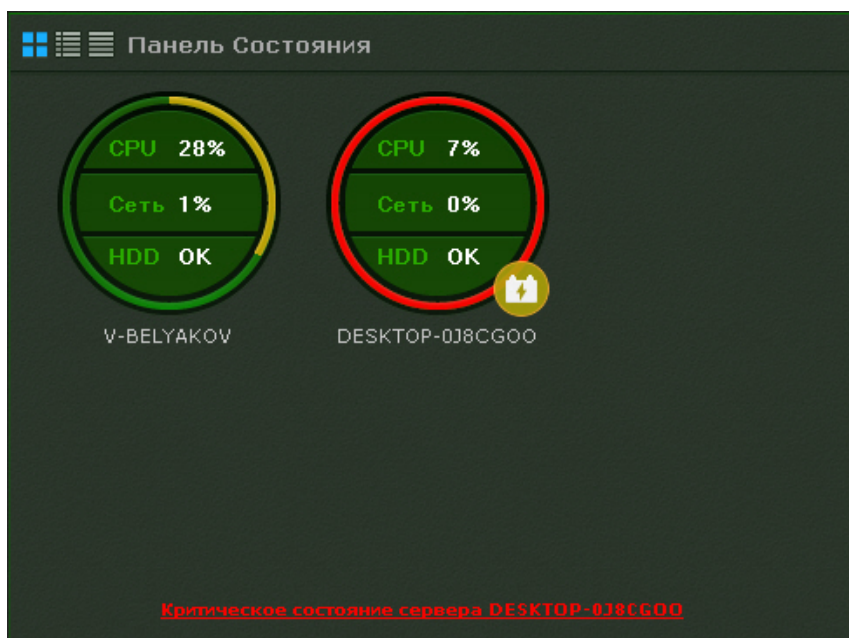 Панель Состояния
CPU 28%
Сеть 1%
HDD OK
V-BELYAKOV
CPU 7%
Сеть 0%
HDD OK
DESKTOP-0J8CGOO
Критическое состояние сервера DESKTOP-0J8CGOO